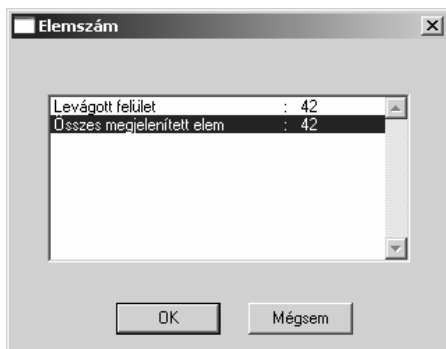 Elemszám
Levágott felület : 42
Összes megjelenített elem : 42
OK
Mégsem